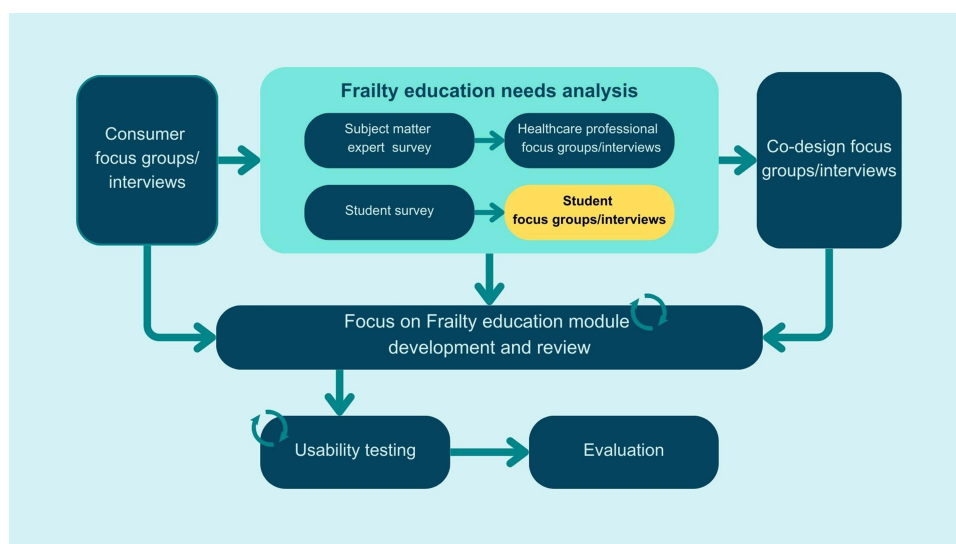 Frailty education needs analysis
Consumer
focus groups/
interviews
Subject matter
expert survey
Healthcare professional
focus groups/interviews
Student survey
Student
focus groups/interviews
Co-design focus
groups/interviews
Focus on Frailty education module
development and review
Usability testing
Evaluation